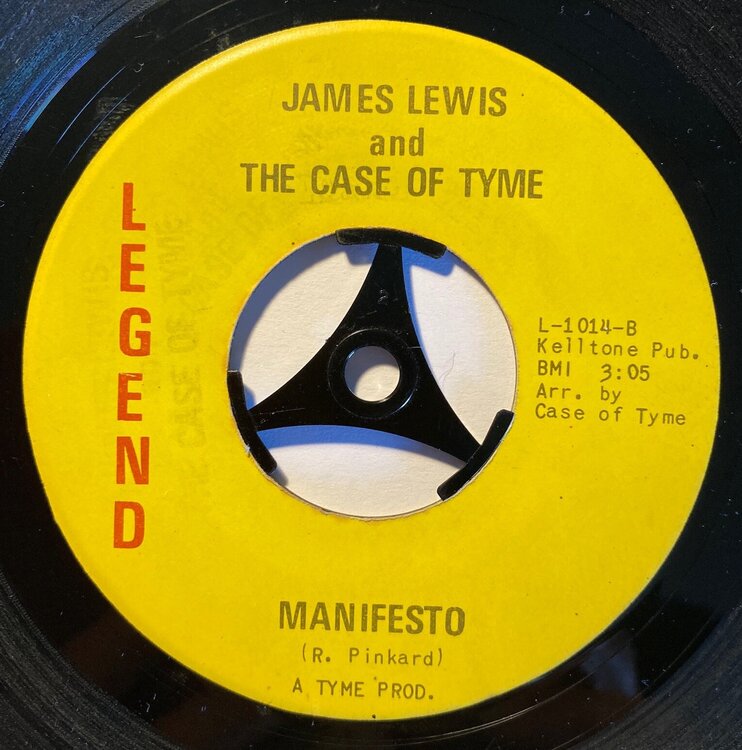 JAMES LEWIS
and
THE CASE OF TYME
LEGEND
L-1014-B
Kelltone Pub.
BMI 3:05
Arr. by
Case of Tyme
MANIFESTO
(R. Pinkard)
A TYME PROD.